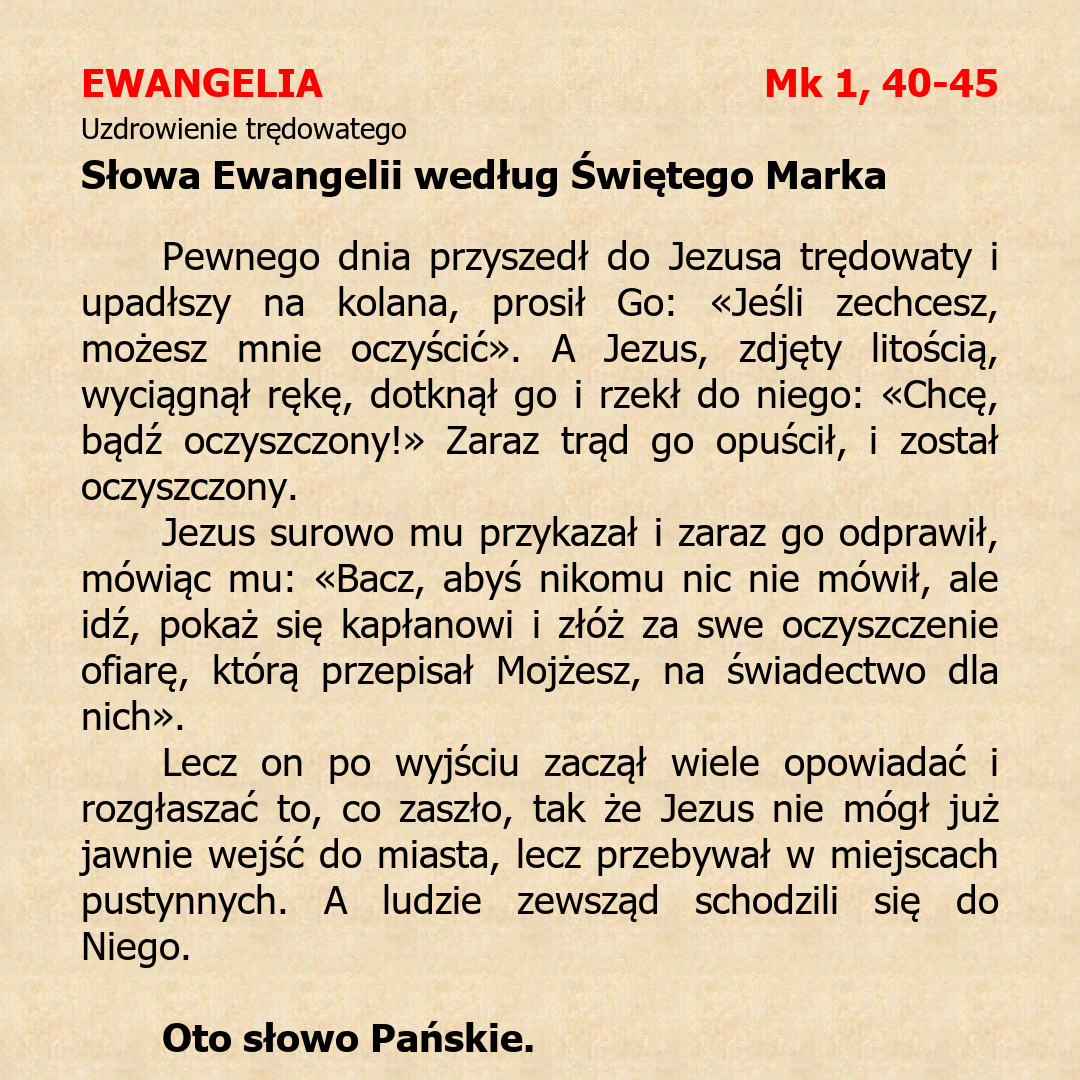 EWANGELIA Mk 1, 40-45
Uzdrowienie trędowatego
Słowa Ewangelii według Świętego Marka
Pewnego dnia przyszedł do Jezusa trędowaty i
upadłszy na kolana, prosił Go: «Jeśli zechcesz,
możesz mnie oczyścić». A Jezus, zdjęty litością,
wyciągnął rękę, dotknął go i rzekł do niego: «Chcę,
bądź oczyszczony!» Zaraz trąd go opuścił, i został
oczyszczony.
Jezus surowo mu przykazał i zaraz go odprawił,
mówiąc mu: «Bacz, abyś nikomu nic nie mówił, ale
idź, pokaż się kapłanowi i złóż za swe oczyszczenie
ofiarę, którą przepisał Mojżesz, na świadectwo dla
nich».
Lecz on po wyjściu zaczął wiele opowiadać i
rozgłaszać to, co zaszło, tak że Jezus nie mógł już
jawnie wejść do miasta, lecz przebywał w miejscach
pustynnych. A ludzie zewsząd schodzili się do
Niego.
Oto słowo Pańskie.